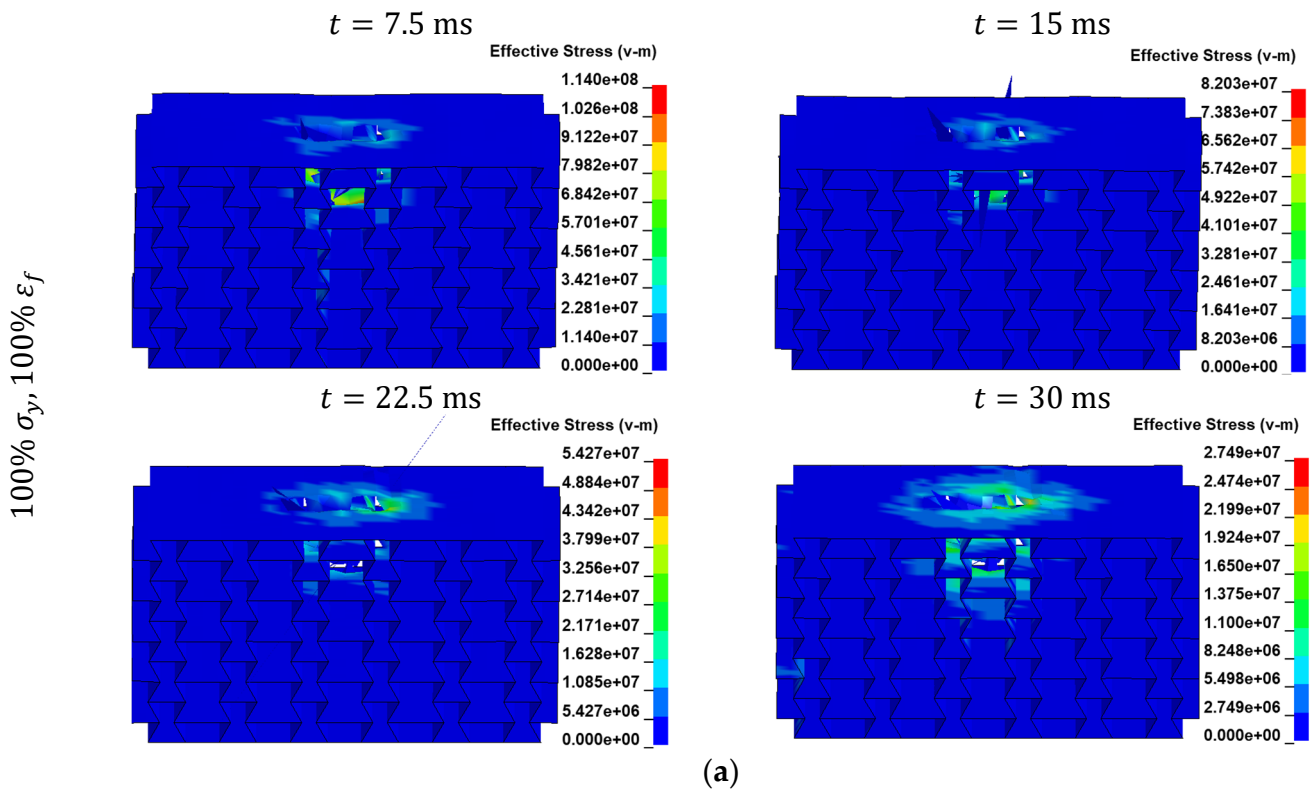 t = 7.5 ms
Effective Stress (v-m)
1.140e+08
1.026e+08
9.122e+07
7.982e+07
6.842e+07
5.701e+07
4.561e+07
3.421e+07
2.281e+07
1.140e+07
0.000e+00
t = 15 ms
Effective Stress (v-m)
8.203e+07
7.383e+07
6.562e+07
5.742e+07
4.922e+07
4.101e+07
3.281e+07
2.461e+07
1.641e+07
8.203e+06
0.000e+00
100% σy, 100% εf
t = 22.5 ms
Effective Stress (v-m)
5.427e+07
4.884e+07
4.342e+07
3.799e+07
3.256e+07
2.714e+07
2.171e+07
1.628e+07
1.085e+07
5.427e+06
0.000e+00
t = 30 ms
Effective Stress (v-m)
2.749e+07
2.474e+07
2.199e+07
1.924e+07
1.650e+07
1.375e+07
1.100e+07
8.248e+06
5.498e+06
2.749e+06
0.000e+00
(a)